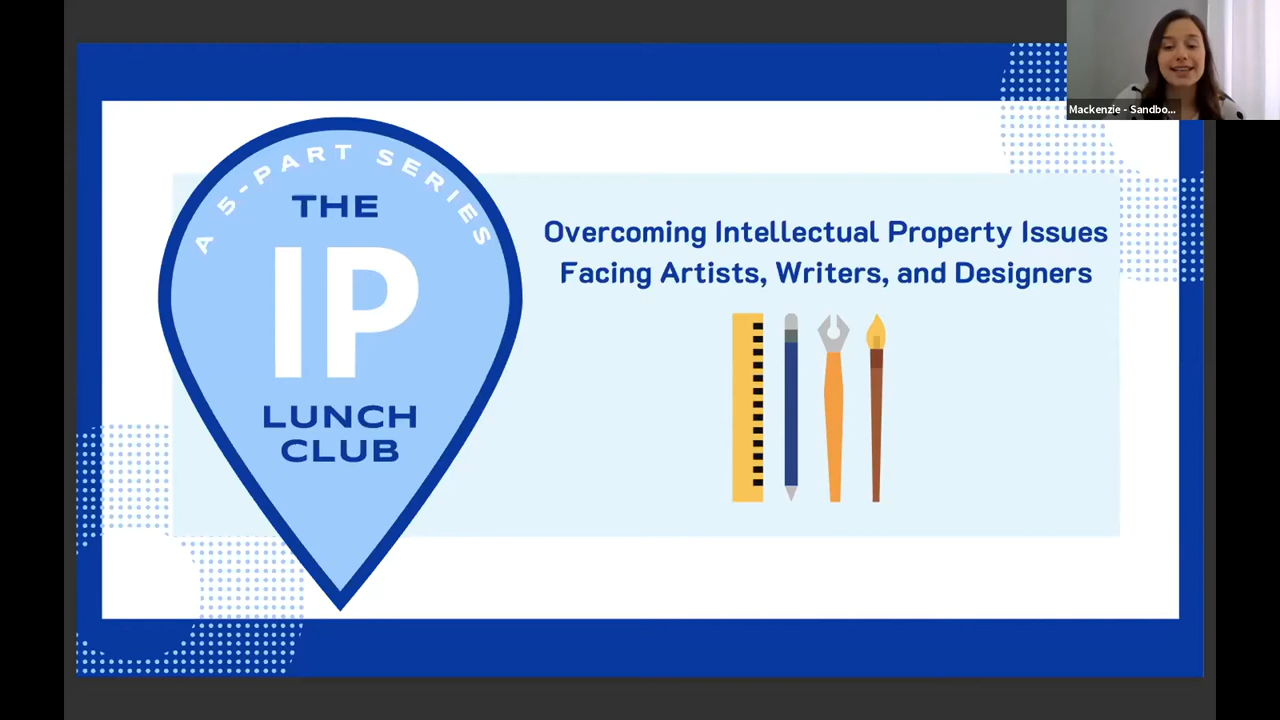 A 5-PART SERIES
THE
IP
LUNCH
CLUB
Overcoming Intellectual Property Issues
Facing Artists, Writers, and Designers
Mackenzie - Sandbo...